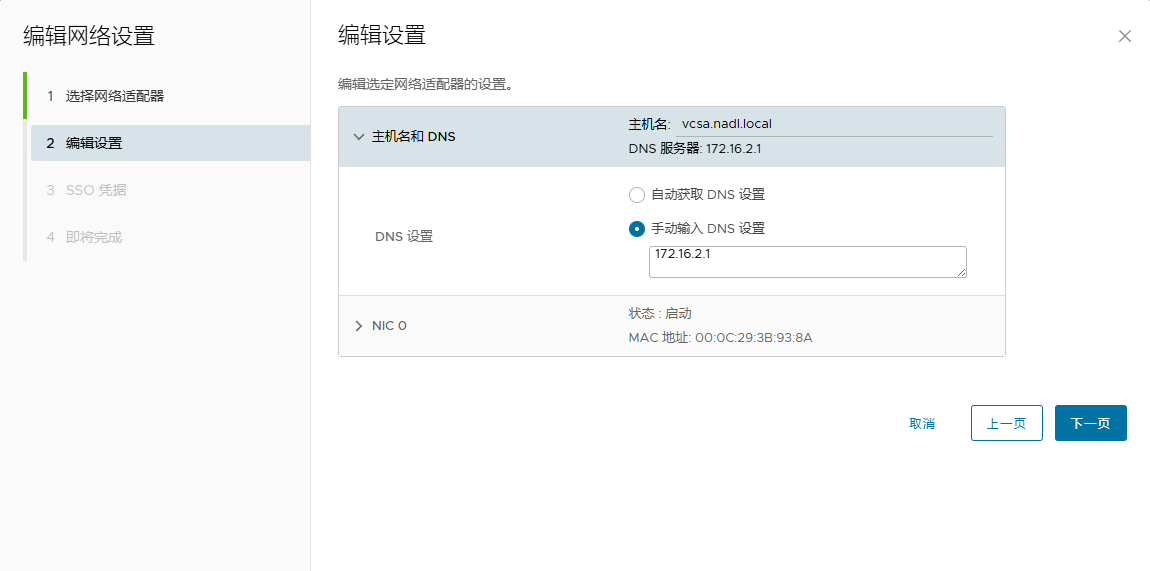 编辑网络设置
1 选择网络适配器
2 编辑设置
3 SSO 凭据
4 即将完成
编辑设置
编辑选定网络适配器的设置。
主机名和 DNS
主机名: vcsa.nadl.local
DNS 服务器: 172.16.2.1
DNS 设置
自动获取 DNS 设置
手动输入 DNS 设置
172.16.2.1
NIC 0
状态 : 启动
MAC 地址: 00:0C:29:3B:93:8A
取消
上一页
下一页